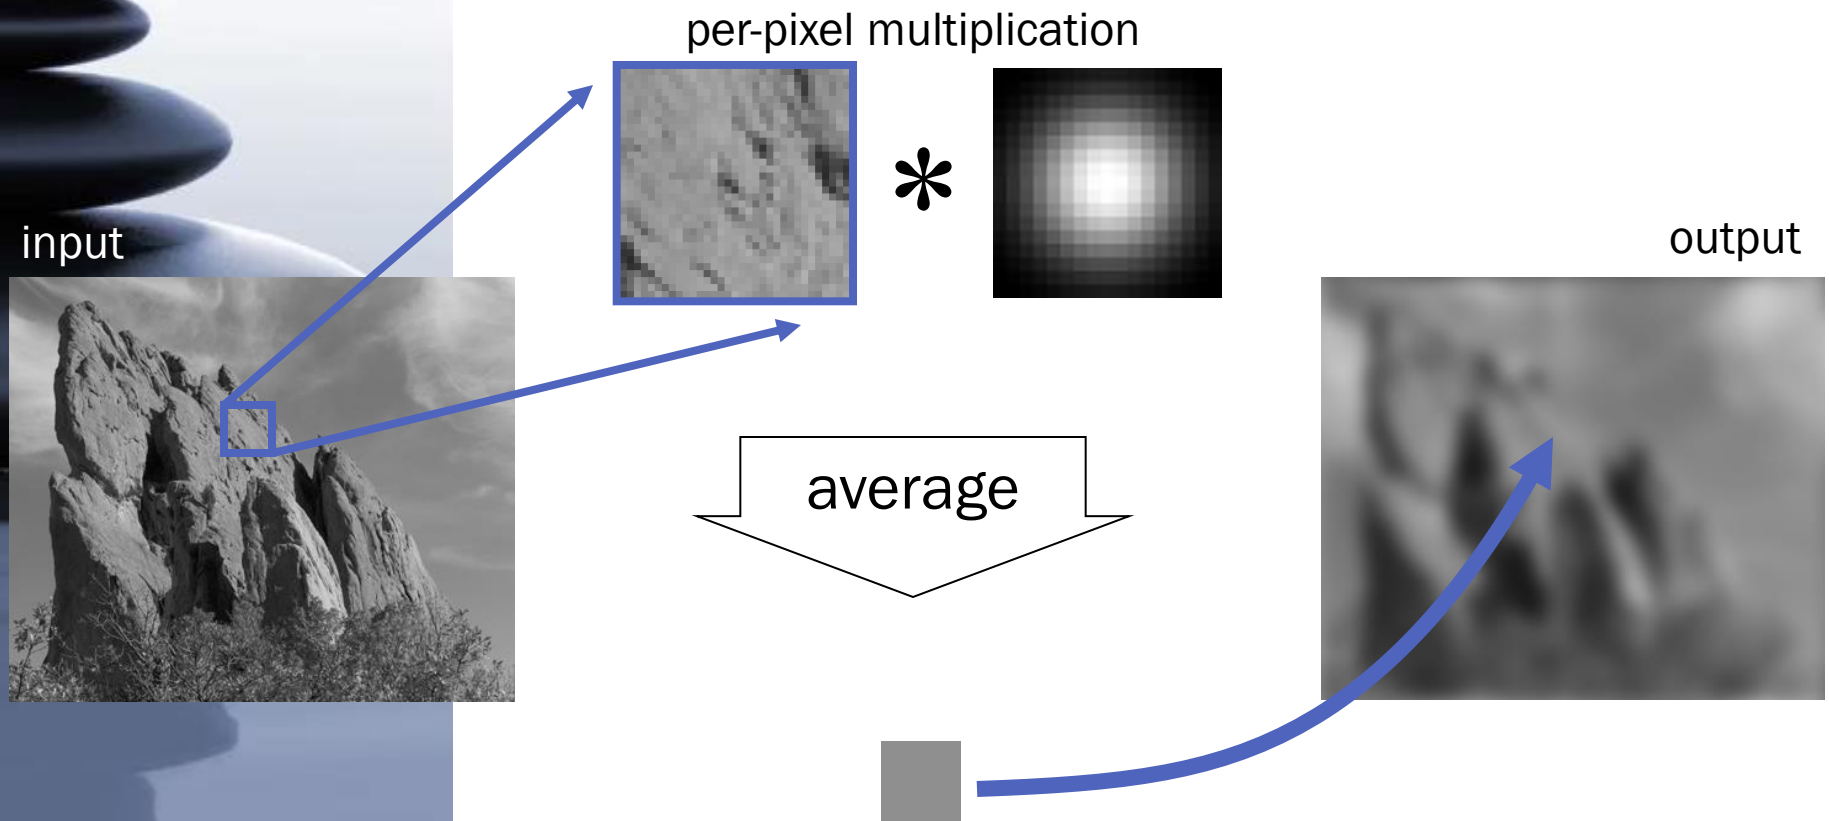 per-pixel multiplication
*
input
output
average